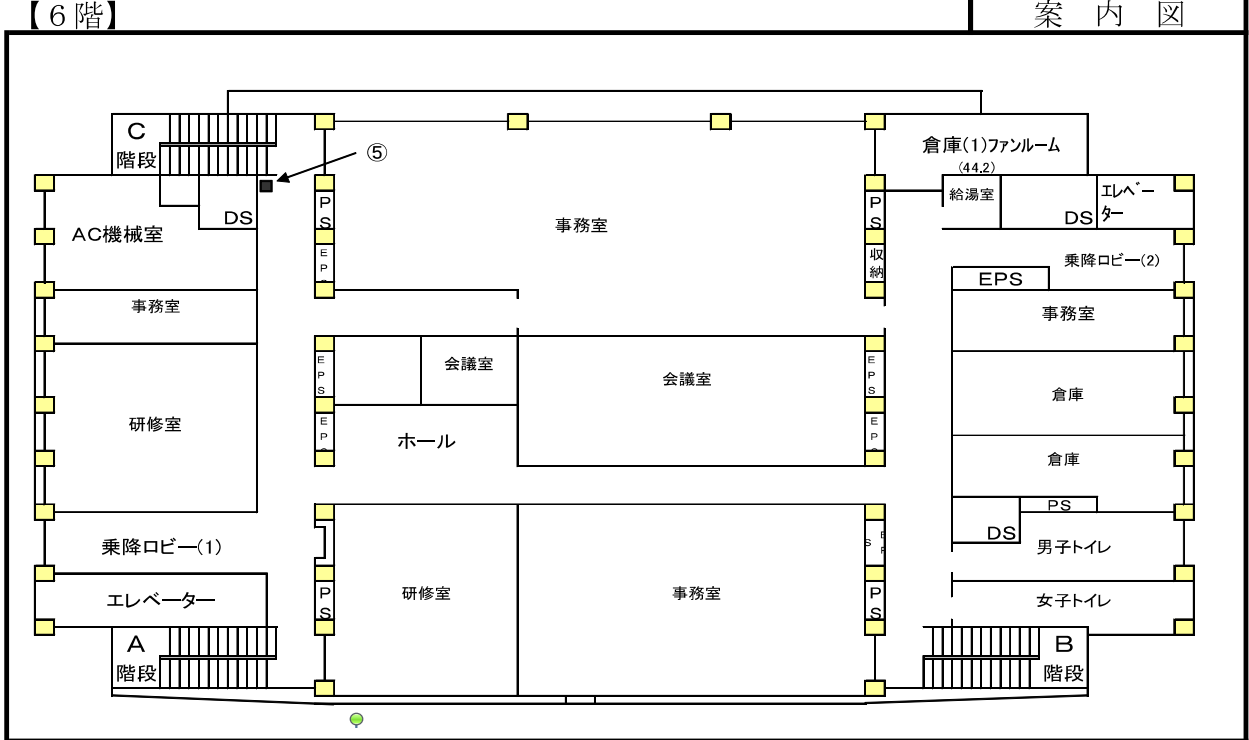 【6階】
案 内 図
C
階段
⑤
倉庫(1)ファンルーム
(44.2)
給湯室
エレベー
ター
DS
DS
PS
PS
AC機械室
事務室
EP
収納
乗降ロビー(2)
EPS
事務室
事務室
EPS
会議室
会議室
EPS
倉庫
研修室
ホール
EP
EP
倉庫
PS
DS
乗降ロビー(1)
男子トイレ
エレベーター
PS
研修室
事務室
PS
女子トイレ
A
階段
B
階段